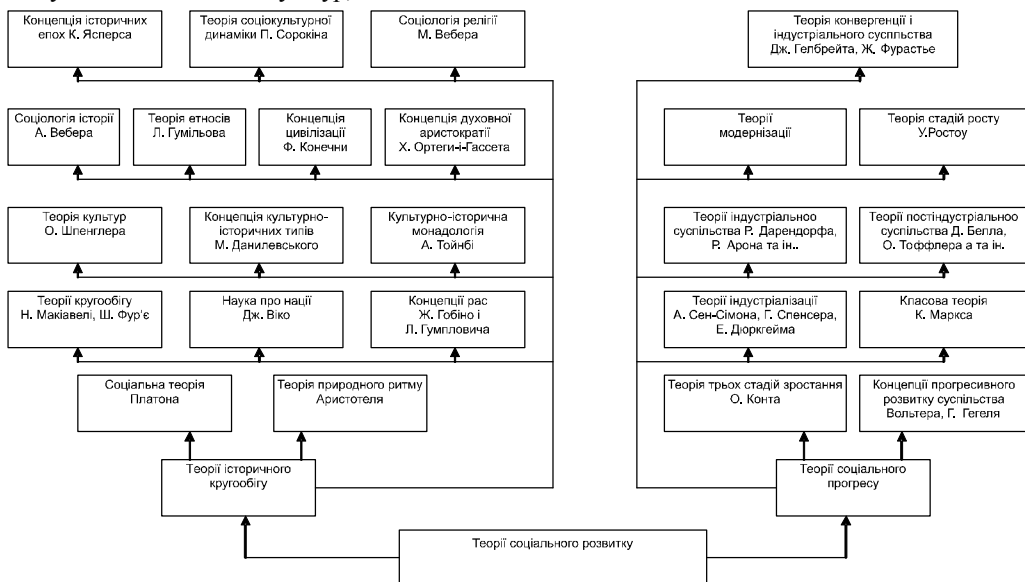 Концепція історичних
епох К. Ясперса
Теорія соціокультурної
динаміки П. Сорокіна
Соціологія релігії
М. Вебера
Теорія конвергенції і
індустріального суспільства
Дж. Гелбрейта, Ж. Фурастье
Соціологія історії
А. Вебера
Теорія етносів
Л. Гумільова
Концепція
цивілізації
Ф. Конечни
Концепція духовної
аристократії
Х. Ортеги-і-Гассета
Теорії
модернізації
Теорія стадій росту
У.Ростоу
Теорія культур
О. Шпенглера
Концепція культурно-
історичних типів
М. Данилевського
Культурно-історична
монадологія
А. Тойнбі
Теорії індустріальноо
суспільства Р. Дарендорфа,
Р. Арона та ін..
Теорії постіндустріальноо
суспільства Д. Белла,
О. Тоффлера а та ін.
Теорії кругообігу
Н. Макіавелі, Ш. Фур'є
Наука про нації
Дж. Віко
Концепції рас
Ж. Гобіно і
Л. Гумпловича
Теорії індустріалізації
А. Сен-Сімона, Г. Спенсера,
Е. Дюркгейма
Класова теорія
К. Маркса
Соціальна теорія
Платона
Теорія природного ритму
Аристотеля
Теорія трьох стадій зростання
О. Конта
Концепції прогресивного
розвитку суспільства
Вольтера, Г. Гегеля
Теорії історичного
кругообігу
Теорії соціального
прогресу
Теорії соціального розвитку